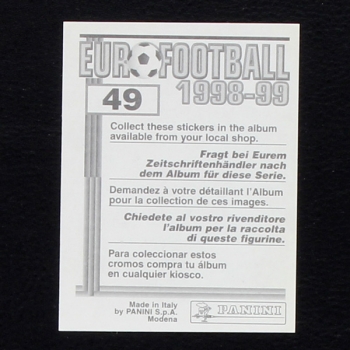 EUROFOOTBALL
49
1998-99
Collect these stickers in the album
available from your local shop.
Fragt bei Eurem
Zeitschriftenhändler nach
dem Album für diese Serie.
Demandez à votre détaillant l'Album
pour la collection de ces images.
Chiedete al vostro rivenditore
l'album per la raccolta
di queste figurine.
Para coleccionar estos
cromos compra tu álbum
en cualquier kiosco.
Made in Italy
by PANINI S.p.A.
Modena
PANINI